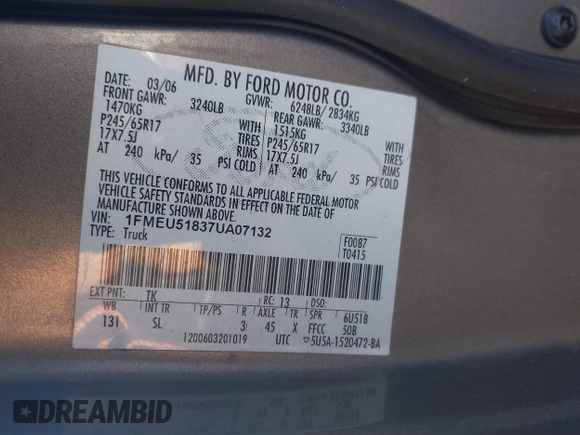 MFD. BY FORD MOTOR CO.
DATE: 03/06 GVWR: 6248LB/ 2834KG
FRONT GAWR: 3240LB REAR GAWR: 3340LB
1470KG WITH 1515KG WITH
P245/65R17 TIRES P245/65R17 TIRES
17X7.5J RIMS 17X7.5J RIMS
AT 240 kPa/ 35 PSI COLD AT 240 kPa/ 35 PSI COLD
Ford
THIS VEHICLE CONFORMS TO ALL APPLICABLE FEDERAL MOTOR
VEHICLE SAFETY STANDARDS IN EFFECT ON THE DATE OF
MANUFACTURE SHOWN ABOVE.
VIN: 1FMEU51837UA07132
TYPE: Truck
F0087
T0415
EXT PNT: TK RC: 13 DSO:
WB INT TR TP/PS R AXLE TR SPR 6U51B
131 SL 3 45 X FFCC 50B
1200603201019 UTC ▽5U5A-1520472-BA
DREAMBID